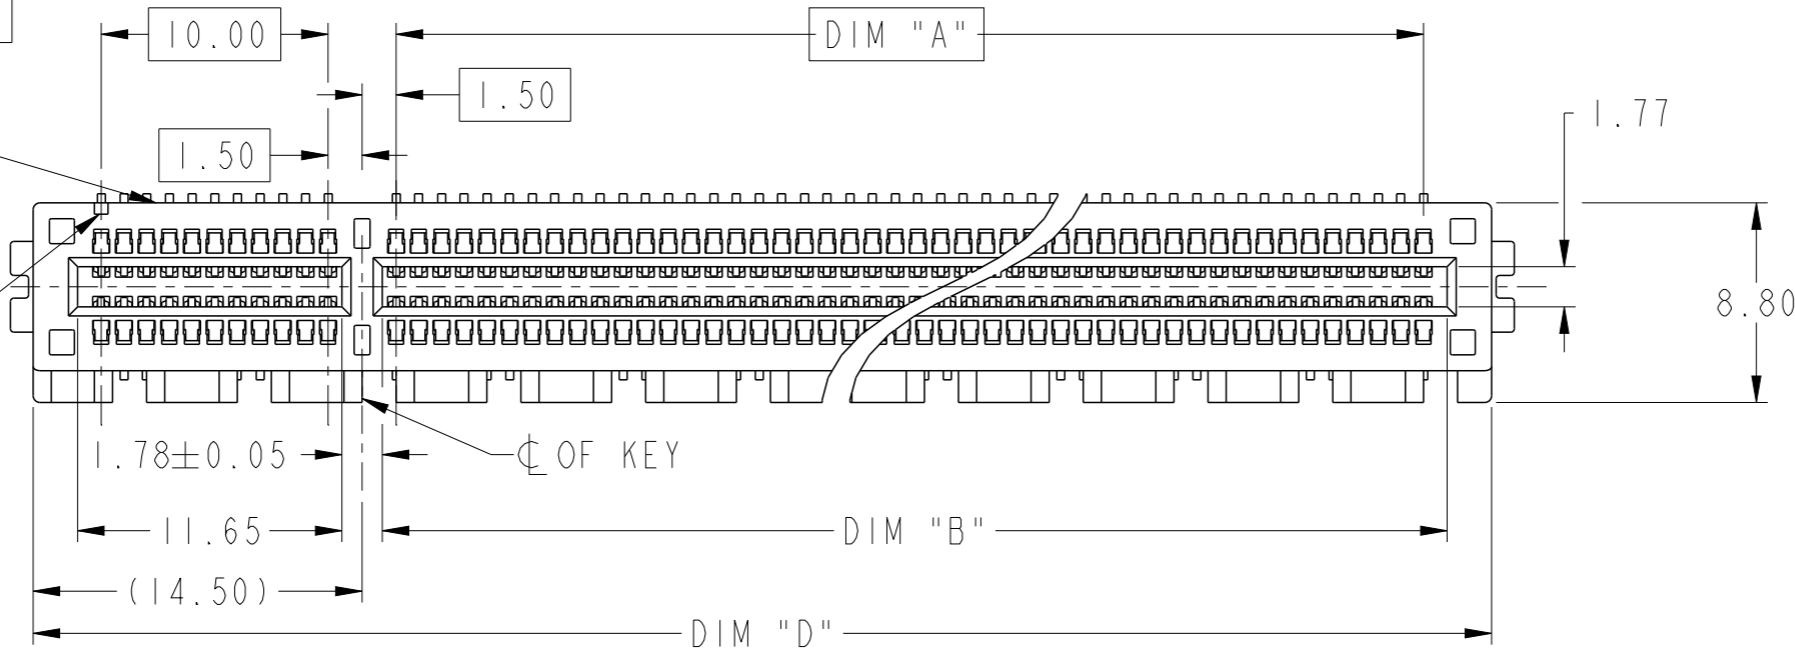 10.00
DIM "A"
1.50
1.77
1.50
8.80
1.78±0.05
℄ OF KEY
11.65
DIM "B"
(14.50)
DIM "D"